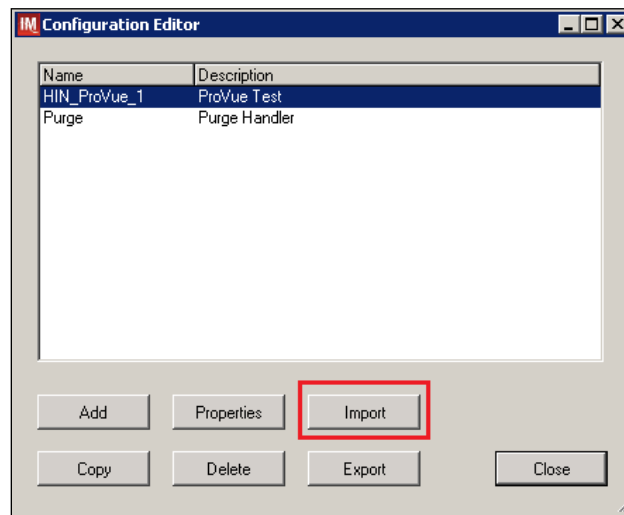 IM Configuration Editor
Name Description
HIN_ProVue_1 ProVue Test
Purge Purge Handler
Add Properties Import
Copy Delete Export Close